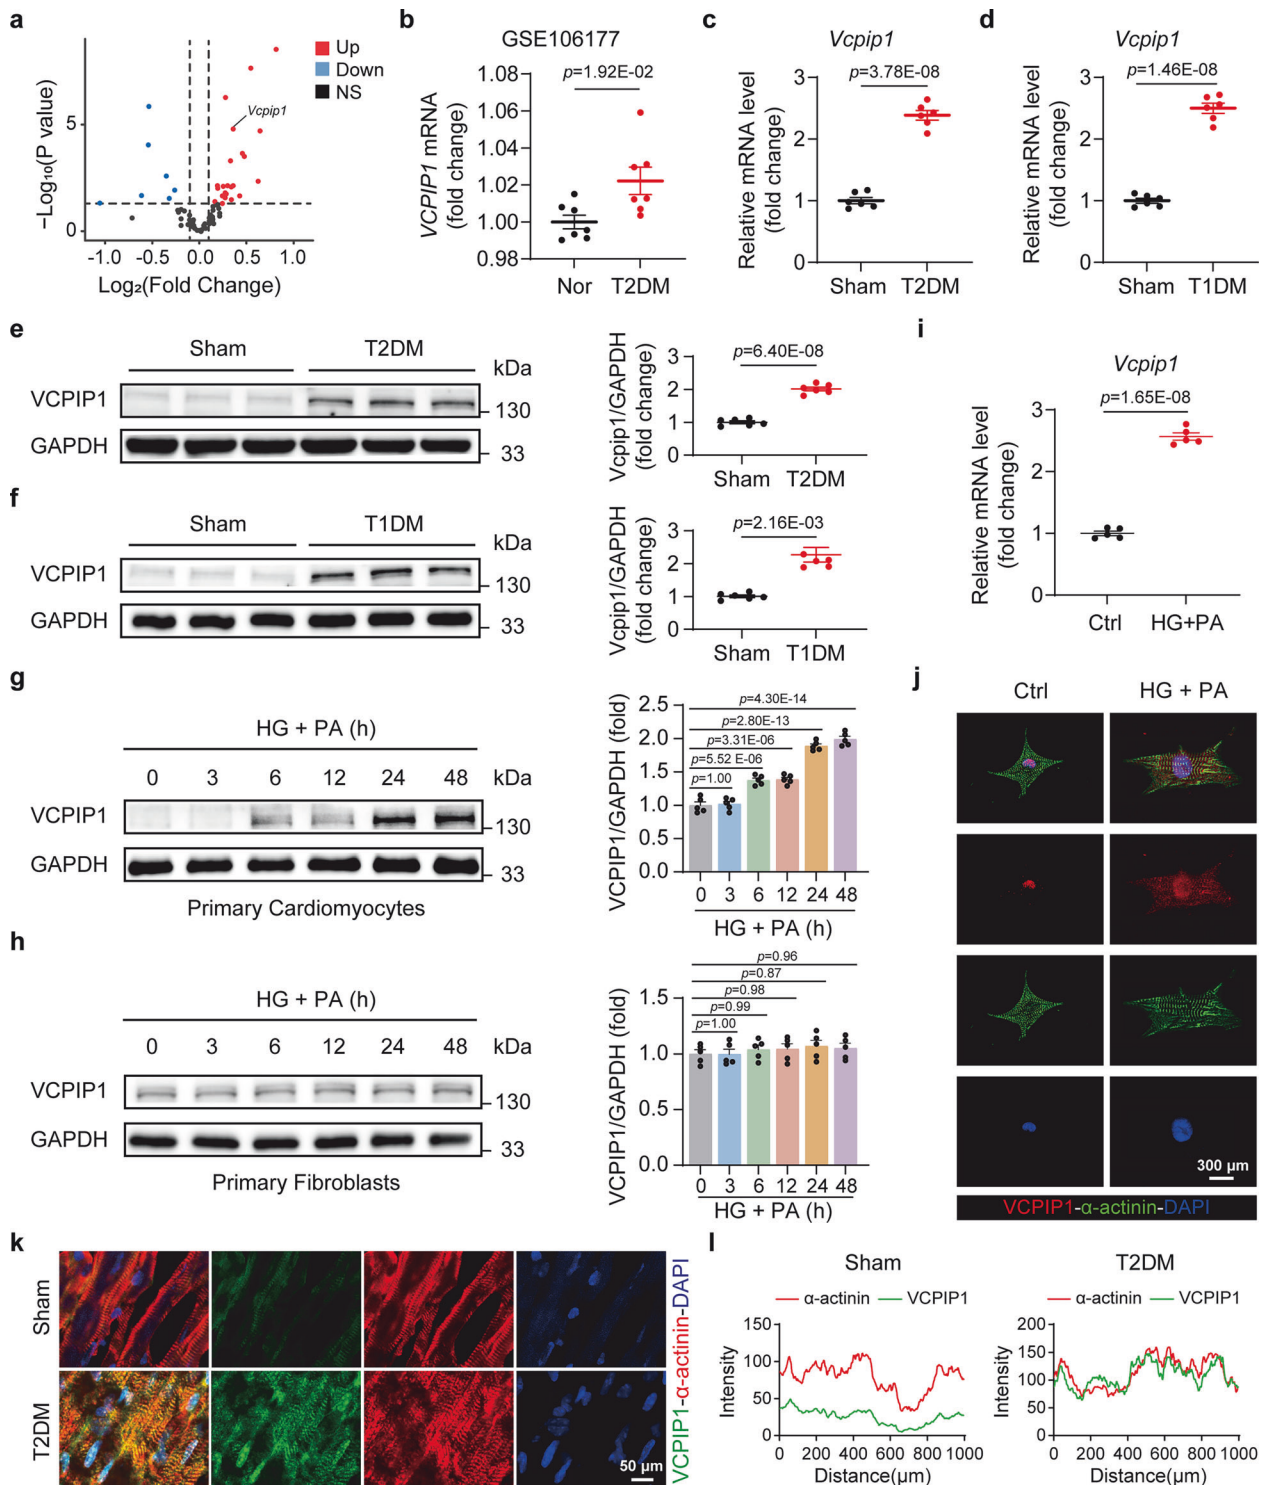 a
−Log₁₀(P value)
5
0
-1.0 -0.5 0.0 0.5 1.0
Log₂(Fold Change)
Up
Down
NS
Vcpip1
b
GSE106177
p=1.92E-02
VCPIP1 mRNA
(fold change)
1.08
1.06
1.04
1.02
1.00
0.98
Nor T2DM
c
Vcpip1
p=3.78E-08
Relative mRNA level
(fold change)
3
2
1
0
Sham T2DM
d
Vcpip1
p=1.46E-08
Relative mRNA level
(fold change)
3
2
1
0
Sham T1DM
e
Sham T2DM
kDa
VCPIP1
130
GAPDH
33
Vcpip1/GAPDH
(fold change)
p=6.40E-08
3
2
1
0
Sham T2DM
f
Sham T1DM
kDa
VCPIP1
130
GAPDH
33
Vcpip1/GAPDH
(fold change)
p=2.16E-03
3
2
1
0
Sham T1DM
i
Vcpip1
p=1.65E-08
Relative mRNA level
(fold change)
3
2
1
0
Ctrl HG+PA
g
HG + PA (h)
0 3 6 12 24 48 kDa
VCPIP1
130
GAPDH
33
Primary Cardiomyocytes
VCPIP1/GAPDH (fold)
2.5
2.0
1.5
1.0
0.5
0.0
p=4.30E-14
p=2.80E-13
p=3.31E-06
p=5.52 E-06
p=1.00
0 3 6 12 24 48
HG + PA (h)
h
HG + PA (h)
0 3 6 12 24 48 kDa
VCPIP1
130
GAPDH
33
Primary Fibroblasts
VCPIP1/GAPDH (fold)
1.5
1.0
0.5
0.0
p=0.96
p=0.87
p=0.98
p=0.99
p=1.00
0 3 6 12 24 48
HG + PA (h)
j
Ctrl HG + PA
300 µm
VCPIP1-α-actinin-DAPI
k
Sham
T2DM
50 µm
VCPIP1-α-actinin-DAPI
l
Sham
α-actinin VCPIP1
Intensity
150
100
50
0
0 200 400 600 800 1000
Distance(µm)
T2DM
α-actinin VCPIP1
Intensity
200
150
100
50
0
0 200 400 600 800 1000
Distance(µm)